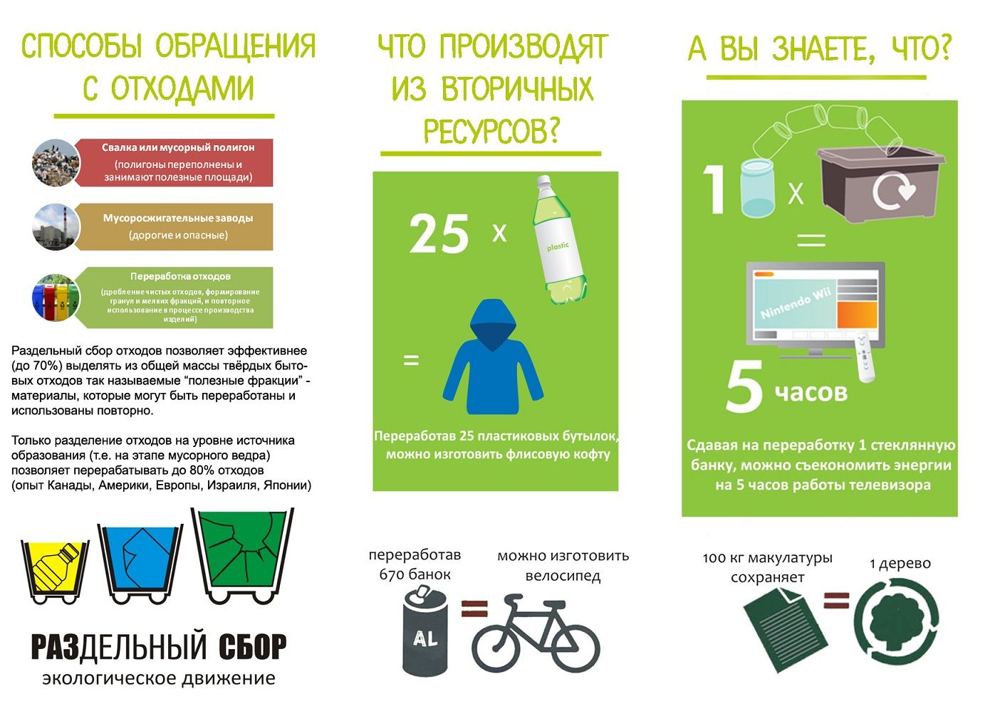 СПОСОБЫ ОБРАЩЕНИЯ
С ОТХОДАМИ
Свалка или мусорный полигон
(полигоны переполнены и
занимают полезные площади)
Мусоросжигательные заводы
(дорогие и опасные)
Переработка отходов
(дробление чистых отходов, формирование
гранул и мелких фракций, и повторное
использование в процессе производства
изделий)
Раздельный сбор отходов позволяет эффективнее
(до 70%) выделять из общей массы твёрдых быто-
вых отходов так называемые “полезные фракции” -
материалы, которые могут быть переработаны и
использованы повторно.
Только разделение отходов на уровне источника
образования (т.е. на этапе мусорного ведра)
позволяет перерабатывать до 80% отходов
(опыт Канады, Америки, Европы, Израиля, Японии)
РАЗДЕЛЬНЫЙ СБОР
экологическое движение
ЧТО ПРОИЗВОДЯТ
ИЗ ВТОРИЧНЫХ
РЕСУРСОВ?
25 х
plastic
=
Переработав 25 пластиковых бутылок,
можно изготовить флисовую кофту
переработав
670 банок
можно изготовить
велосипед
AL
=
А ВЫ ЗНАЕТЕ, ЧТО?
1 х
=
Nintendo Wii
5 часов
Сдавая на переработку 1 стеклянную
банку, можно съекономить энергии
на 5 часов работы телевизора
100 кг макулатуры
сохраняет
=
1 дерево